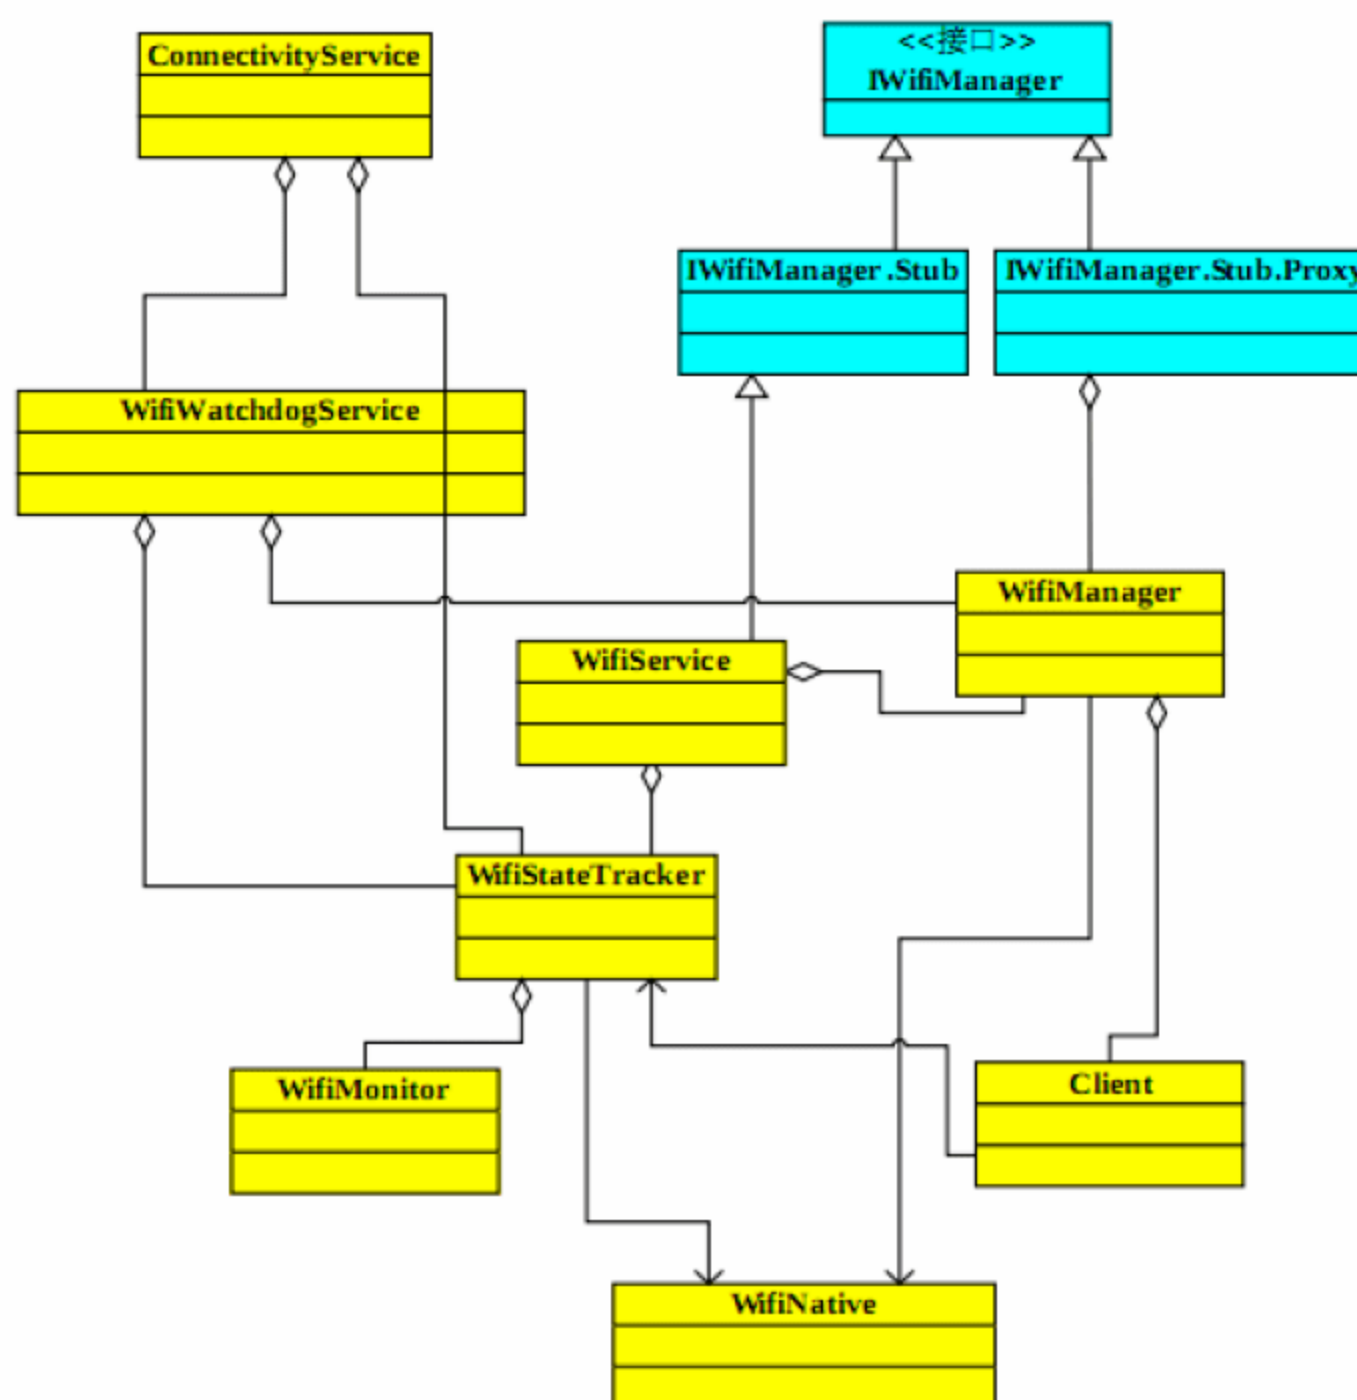 ConnectivityService
<<接口>>
IWifiManager
IWifiManager.Stub
IWifiManager.Stub.Proxy
WifiWatchdogService
WifiManager
WifiService
WifiStateTracker
WifiMonitor
Client
WifiNative